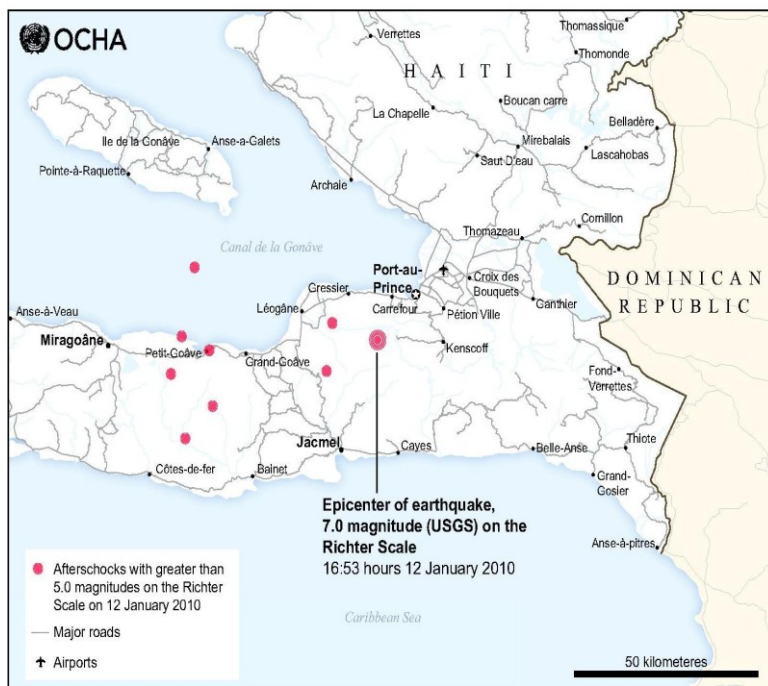 OCHA
Verrettes
Thomassique
Thomonde
HAITI
La Chapelle
Boucan carre
Belladère
Ile de la Gonâve
Anse-a-Galets
Mirebalais
Lascahobas
Saut D'eau
Pointe-à-Raquette
Archale
Cornillon
Thomazeau
Canal de la Gonâve
Port-au-
Prince
Croix des
Bouquets
DOMINICAN
REPUBLIC
Gressier
Ganthier
Anse-à-Veau
Léogâne
Carrefour
Pétion Ville
Miragoâne
Petit-Goâve
Grand-Goâve
Kenscoff
Fond-
Verrettes
Jacmel
Cayes
Belle-Anse
Thiote
Côtes-de-fer
Bainet
Grand-
Gosier
Epicenter of earthquake,
7.0 magnitude (USGS) on the
Richter Scale
16:53 hours 12 January 2010
Anse-à-pitres
Afterschocks with greater than
5.0 magnitudes on the Richter
Scale on 12 January 2010
Major roads
Airports
Caribbean Sea
50 kilometeres